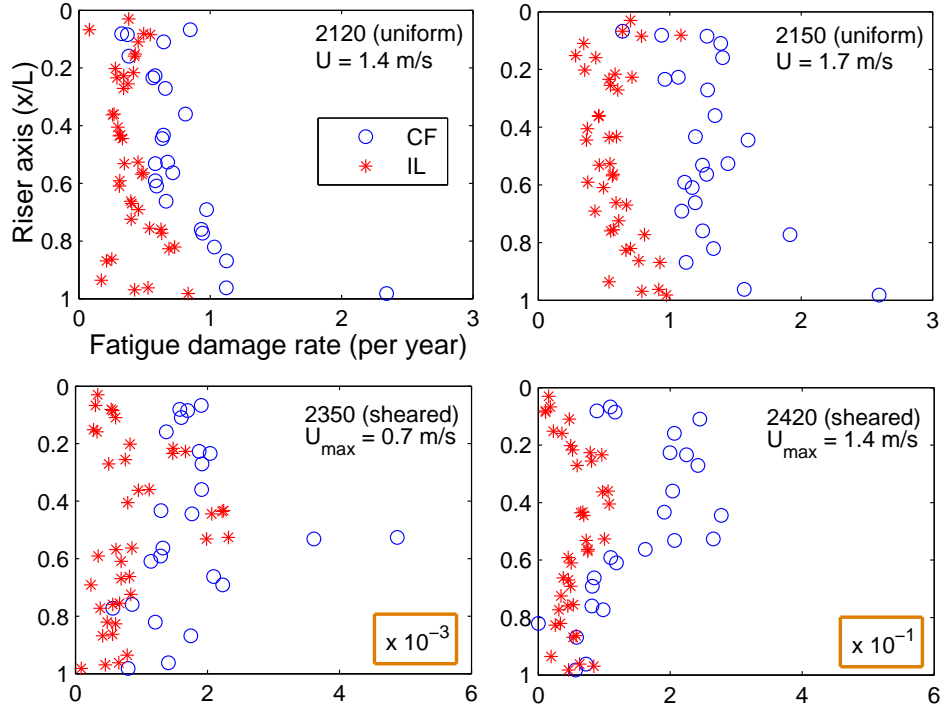 0
0.2
0.4
0.6
0.8
1
Riser axis (x/L)
2120 (uniform)
U = 1.4 m/s
CF
IL
0 1 2 3
Fatigue damage rate (per year)
0
0.2
0.4
0.6
0.8
1
2150 (uniform)
U = 1.7 m/s
0 1 2 3
0
0.2
0.4
0.6
0.8
1
2350 (sheared)
U_max = 0.7 m/s
x 10^-3
0 2 4 6
0
0.2
0.4
0.6
0.8
1
2420 (sheared)
U_max = 1.4 m/s
x 10^-1
0 2 4 6